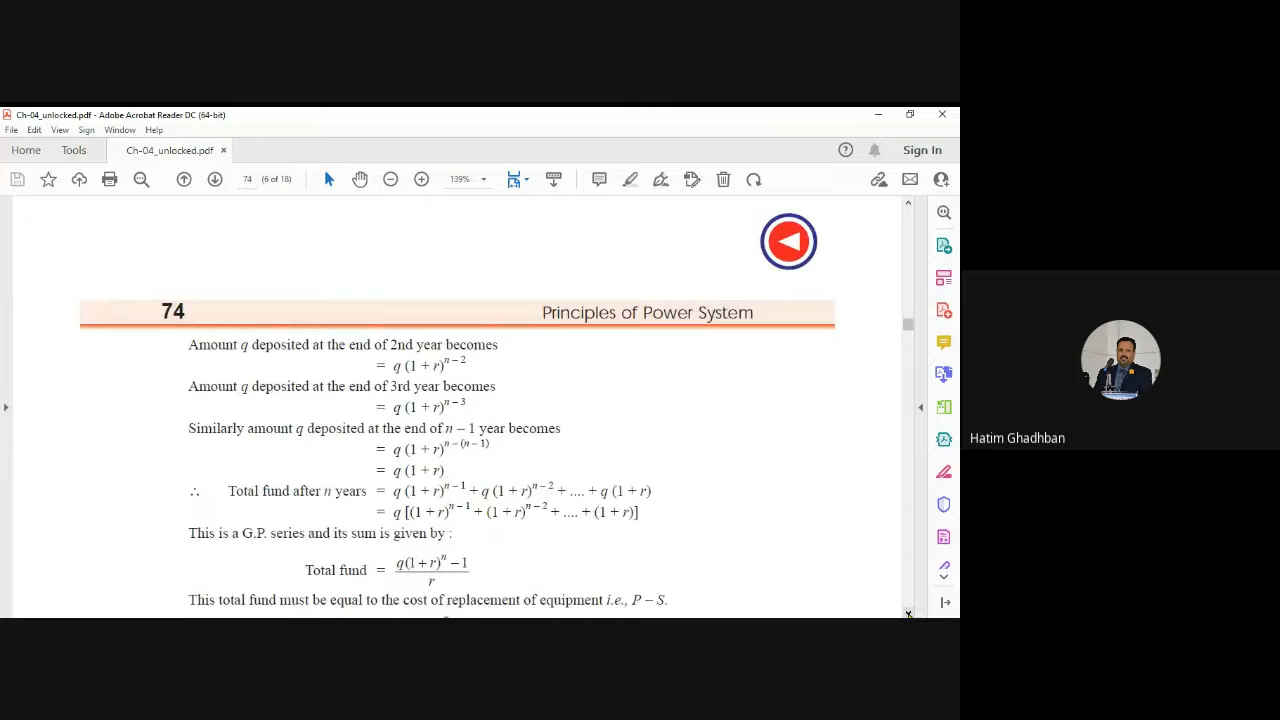 Ch-04_unlocked.pdf - Adobe Acrobat Reader DC (64-bit)
File Edit View Sign Window Help
Home Tools Ch-04_unlocked.pdf × Sign In
74 (6 of 18) 139%
74 Principles of Power System
Amount q deposited at the end of 2nd year becomes
= q (1 + r)^{n – 2}
Amount q deposited at the end of 3rd year becomes
= q (1 + r)^{n – 3}
Similarly amount q deposited at the end of n – 1 year becomes
= q (1 + r)^{n – (n – 1)}
= q (1 + r)
∴ Total fund after n years = q (1 + r)^{n – 1} + q (1 + r)^{n – 2} + .... + q (1 + r)
= q [(1 + r)^{n – 1} + (1 + r)^{n – 2} + .... + (1 + r)]
This is a G.P. series and its sum is given by :
Total fund = \frac{q(1 + r)^n – 1}{r}
This total fund must be equal to the cost of replacement of equipment i.e., P – S.
Hatim Ghadhban